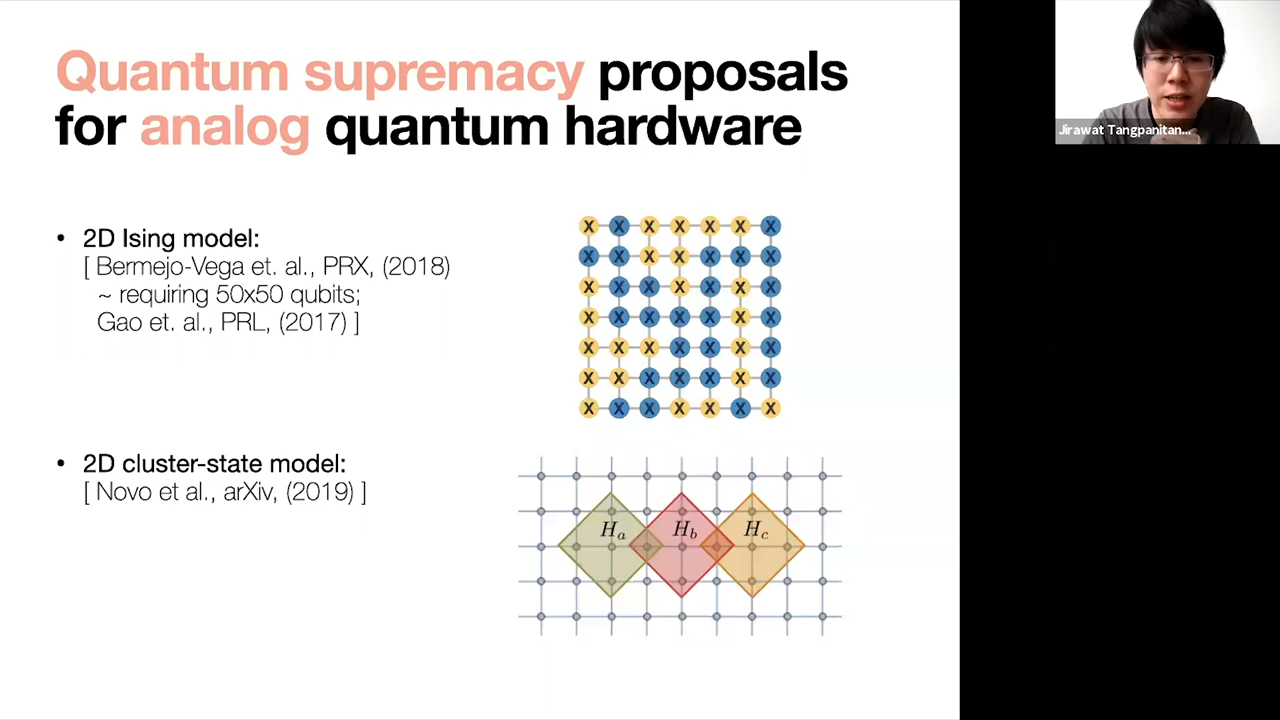 Quantum supremacy proposals
for analog quantum hardware
• 2D Ising model:
[ Bermejo-Vega et. al., PRX, (2018)
~ requiring 50x50 qubits;
Gao et. al., PRL, (2017) ]
X X X X X X X
X X X X X X X
X X X X X X X
X X X X X X X
X X X X X X X
X X X X X X X
X X X X X X X
• 2D cluster-state model:
[ Novo et al., arXiv, (2019) ]
Hₐ H_b H_c
Jirawat Tangpanitan...